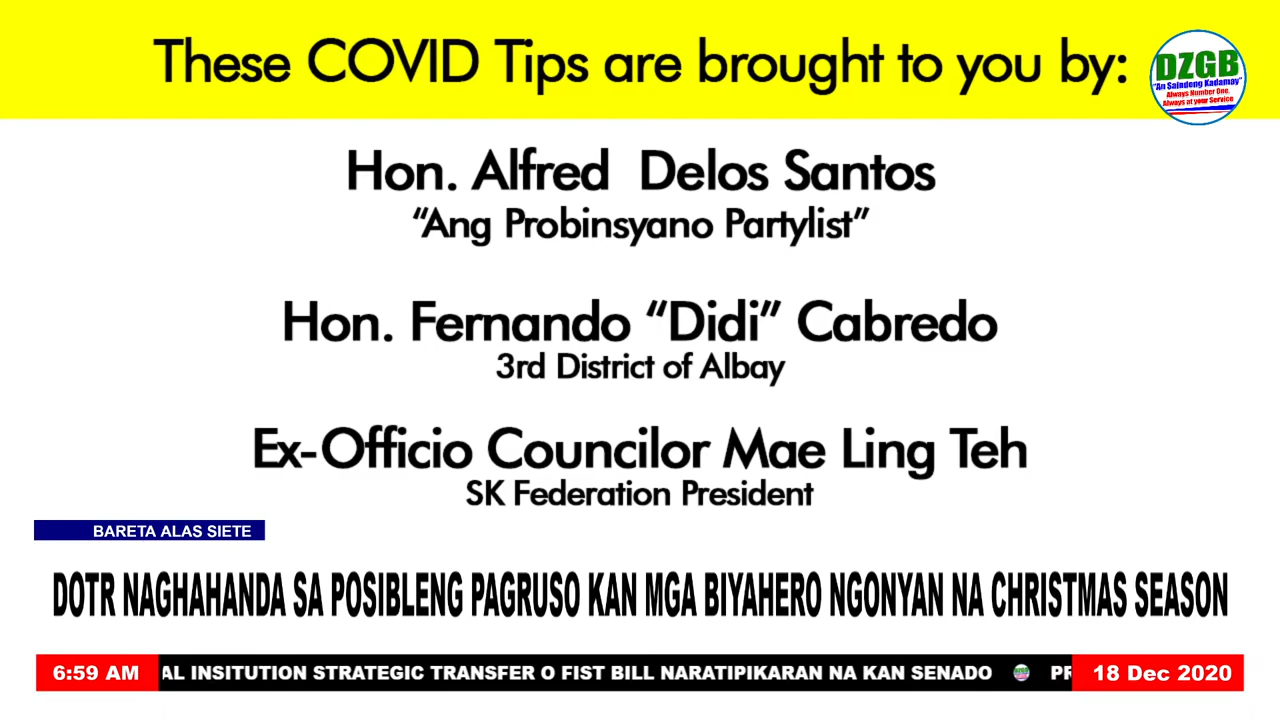 These COVID Tips are brought to you by:
DZGB
"An Saindong Kadamay"
Always Number One.
Always at your Service
Hon. Alfred Delos Santos
“Ang Probinsyano Partylist”
Hon. Fernando “Didi” Cabredo
3rd District of Albay
Ex-Officio Councilor Mae Ling Teh
SK Federation President
BARETA ALAS SIETE
DOTR NAGHAHANDA SA POSIBLENG PAGRUSO KAN MGA BIYAHERO NGONYAN NA CHRISTMAS SEASON
6:59 AM
AL INSITUTION STRATEGIC TRANSFER O FIST BILL NARATIPIKARAN NA KAN SENADO
18 Dec 2020